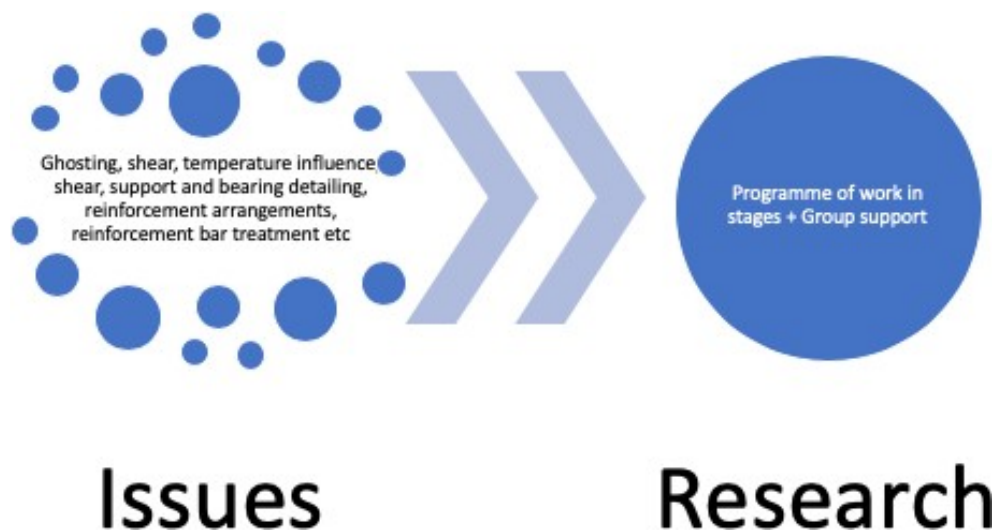 Ghosting, shear, temperature influence,
shear, support and bearing detailing,
reinforcement arrangements,
reinforcement bar treatment etc
Programme of work in
stages + Group support
Issues
Research